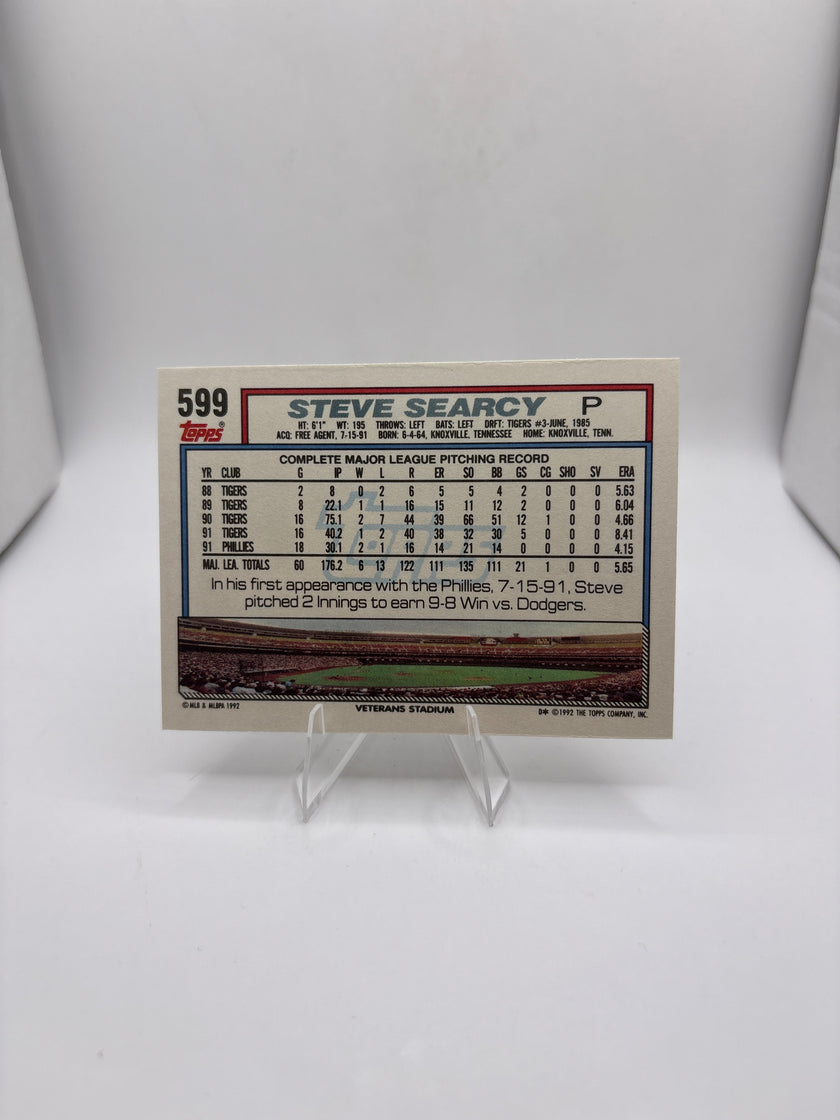 599
Topps®
STEVE SEARCY P
HT: 6'1" WT: 195 THROWS: LEFT BATS: LEFT DRFT: TIGERS #3-JUNE, 1985
ACQ: FREE AGENT, 7-15-91 BORN: 6-4-64, KNOXVILLE, TENNESSEE HOME: KNOXVILLE, TENN.
COMPLETE MAJOR LEAGUE PITCHING RECORD
YR CLUB G IP W L R ER SO BB GS CG SHO SV ERA
88 TIGERS 2 8 0 2 6 5 5 4 2 0 0 0 5.63
89 TIGERS 8 22.1 1 1 16 15 11 12 2 0 0 0 6.04
90 TIGERS 16 75.1 2 7 44 39 66 51 12 1 0 0 4.66
91 TIGERS 16 40.2 1 2 40 38 32 30 5 0 0 0 8.41
91 PHILLIES 18 30.1 2 1 16 14 21 14 0 0 0 0 4.15
MAJ. LEA. TOTALS 60 176.2 6 13 122 111 135 111 21 1 0 0 5.65
Topps
In his first appearance with the Phillies, 7-15-91, Steve
pitched 2 Innings to earn 9-8 Win vs. Dodgers.
© MLB & MLBPA 1992 VETERANS STADIUM D* © 1992 THE TOPPS COMPANY, INC.